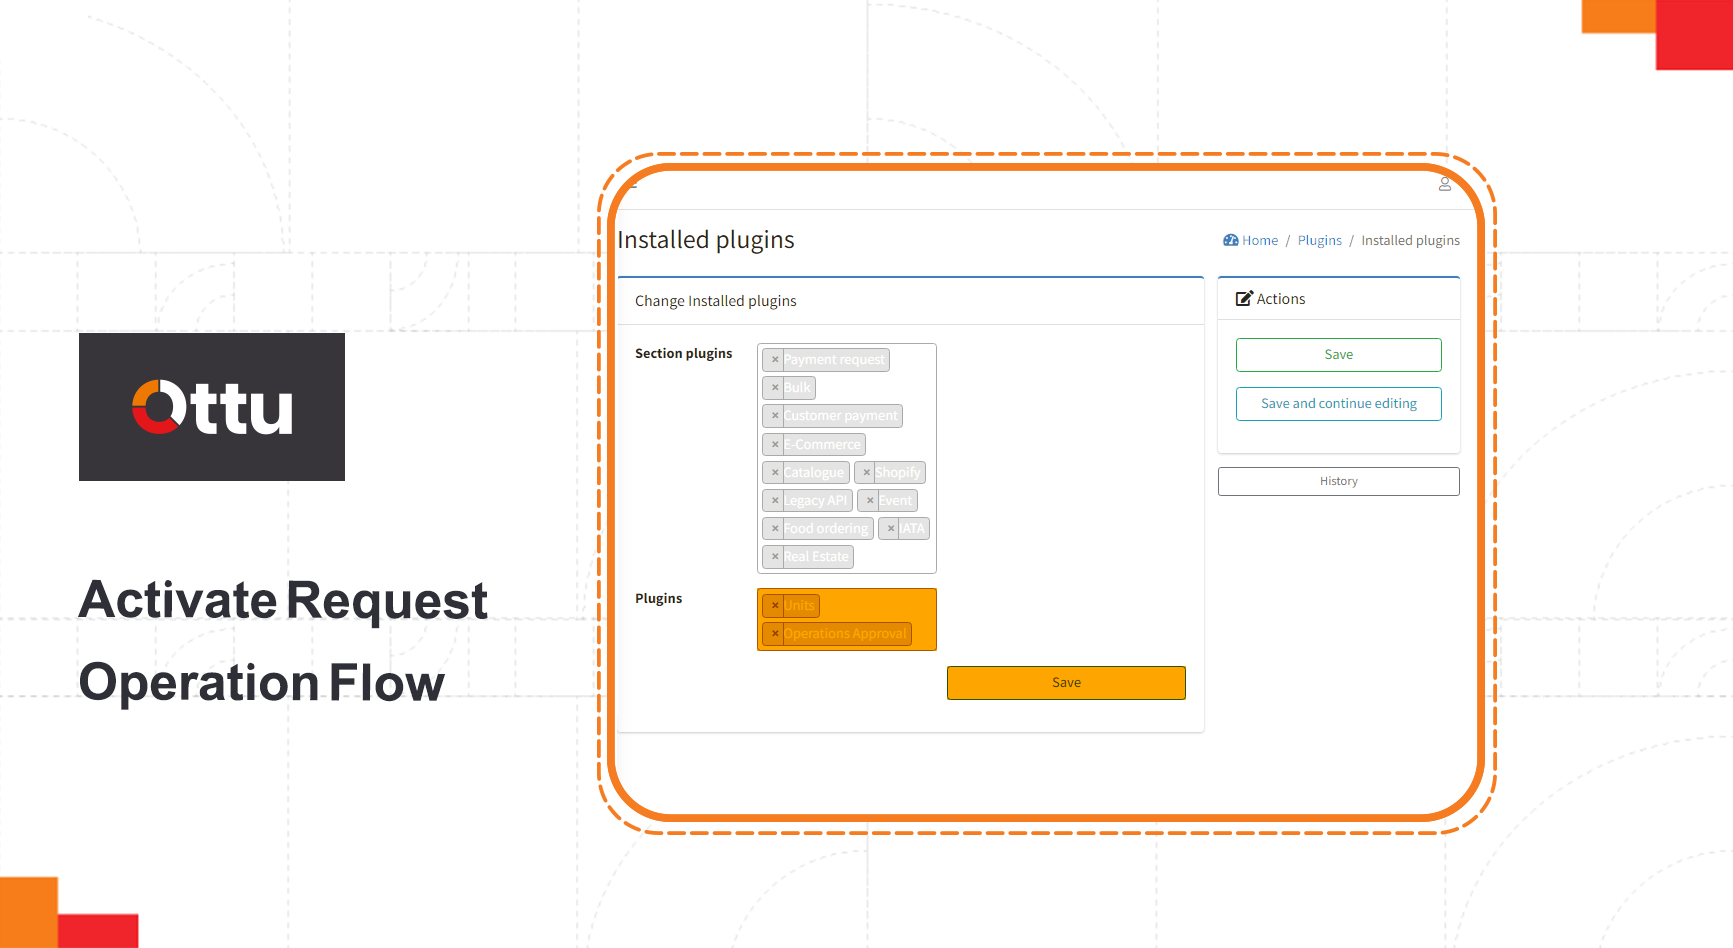 Ottu
Activate Request
Operation Flow
Installed plugins
Home / Plugins / Installed plugins
Change Installed plugins
Section plugins
× Payment request
× Bulk
× Customer payment
× E-Commerce
× Catalogue × Shopify
× Legacy API × Event
× Food ordering × IATA
× Real Estate
Plugins
× Units
× Operations Approval
Save
Actions
Save
Save and continue editing
History